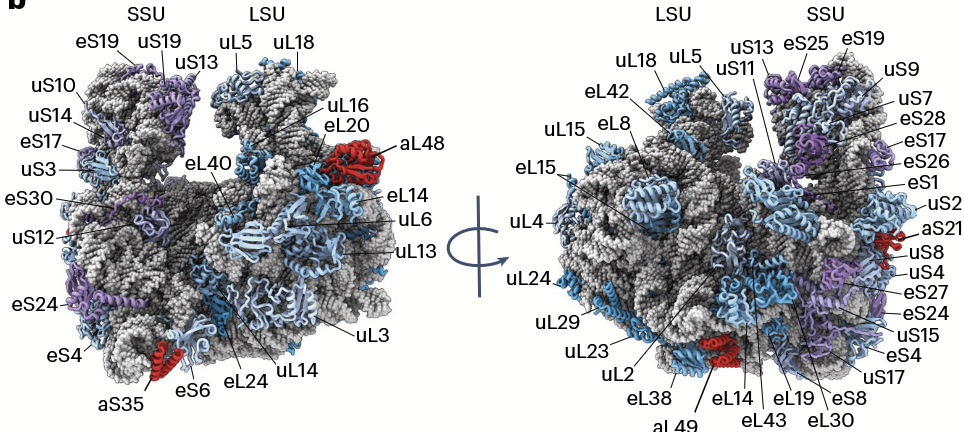 b
SSU LSU
eS19 uS19 uS13 uL5 uL18
uS10
uS14
eS17
uS3
eS30
uS12
eS24
eS4
aS35
eS6
eL24
uL14
uL3
uL13
uL6
eL14
aL48
eL20
uL16
eL40
LSU SSU
uL18 uL5 uS13 uS11 eS25 eS19
eL42
eL8
uL15
eL15
uL4
uL24
uL29
uL23
uL2
eL38
aL49
eL14
eL43
eL19
eL30
eS8
uS17
eS4
uS15
eS24
eS27
uS4
uS8
aS21
uS2
eS1
eS26
eS17
eS28
uS7
uS9